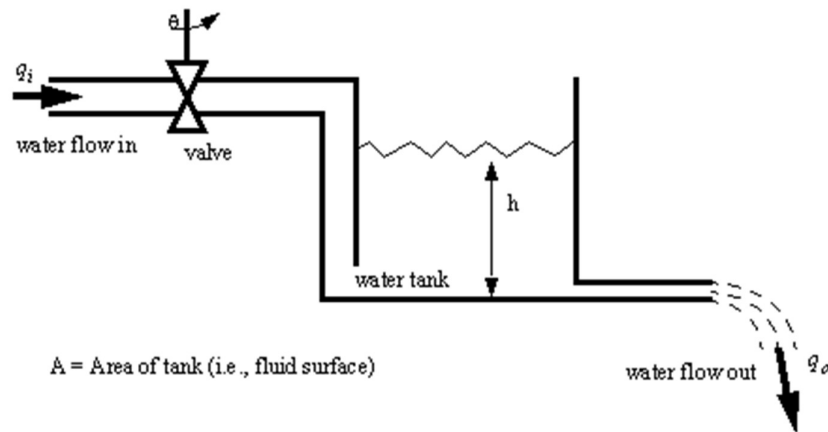 θ
qi
water flow in
valve
h
water tank
A = Area of tank (i.e., fluid surface)
water flow out
qo